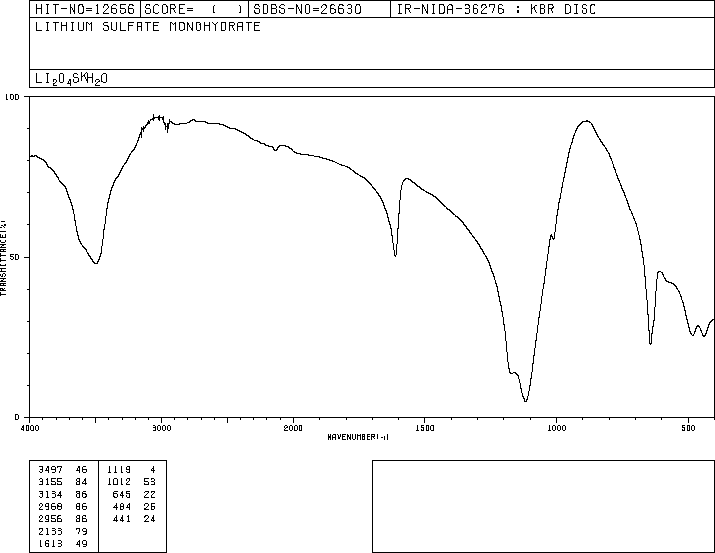 HIT-NO=12656 SCORE= ( ) SDBS-NO=26630 IR-NIDA-36276 : KBR DISC
LITHIUM SULFATE MONOHYDRATE
LI2O4SKH2O
100
50
0
TRANSMITTANCE(%)
4000 3000 2000 1500 1000 500
WAVENUMBER(-1)
3497 46 1119 4
3155 84 1012 53
3134 86 645 22
2968 86 484 25
2956 86 441 24
2133 79
1613 49